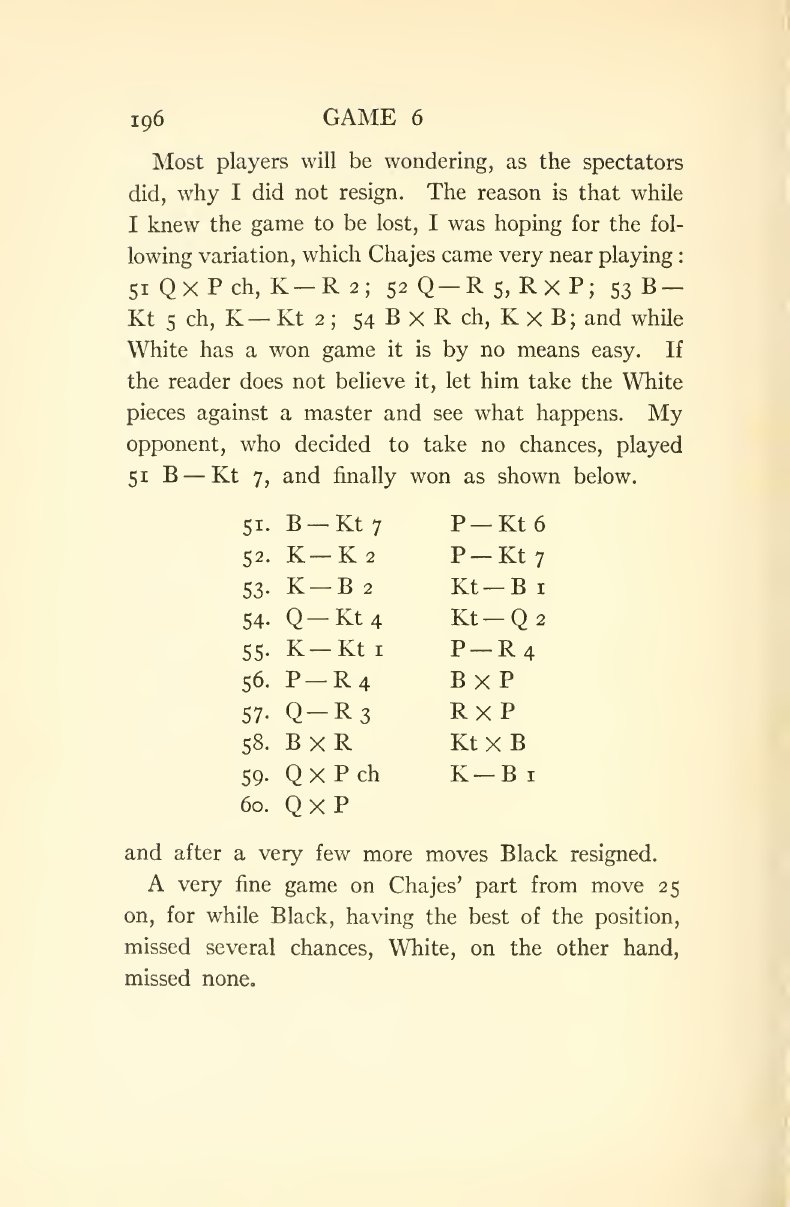 196 GAME 6
Most players will be wondering, as the spectators
did, why I did not resign. The reason is that while
I knew the game to be lost, I was hoping for the fol-
lowing variation, which Chajes came very near playing :
51 Q × P ch, K — R 2 ; 52 Q — R 5, R × P ; 53 B —
Kt 5 ch, K — Kt 2 ; 54 B × R ch, K × B ; and while
White has a won game it is by no means easy. If
the reader does not believe it, let him take the White
pieces against a master and see what happens. My
opponent, who decided to take no chances, played
51 B — Kt 7, and finally won as shown below.
51. B — Kt 7 P — Kt 6
52. K — K 2 P — Kt 7
53. K — B 2 Kt — B 1
54. Q — Kt 4 Kt — Q 2
55. K — Kt 1 P — R 4
56. P — R 4 B × P
57. Q — R 3 R × P
58. B × R Kt × B
59. Q × P ch K — B 1
60. Q × P
and after a very few more moves Black resigned.
A very fine game on Chajes' part from move 25
on, for while Black, having the best of the position,
missed several chances, White, on the other hand,
missed none.